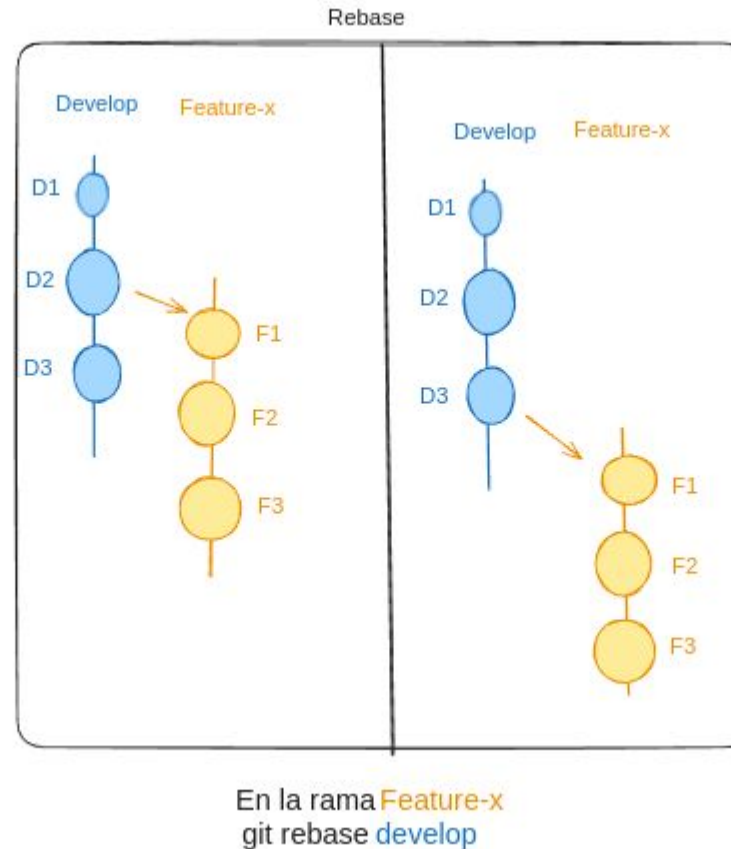 Rebase
Develop Feature-x
D1
D2
D3
F1
F2
F3
Develop Feature-x
D1
D2
D3
F1
F2
F3
En la rama Feature-x
git rebase develop